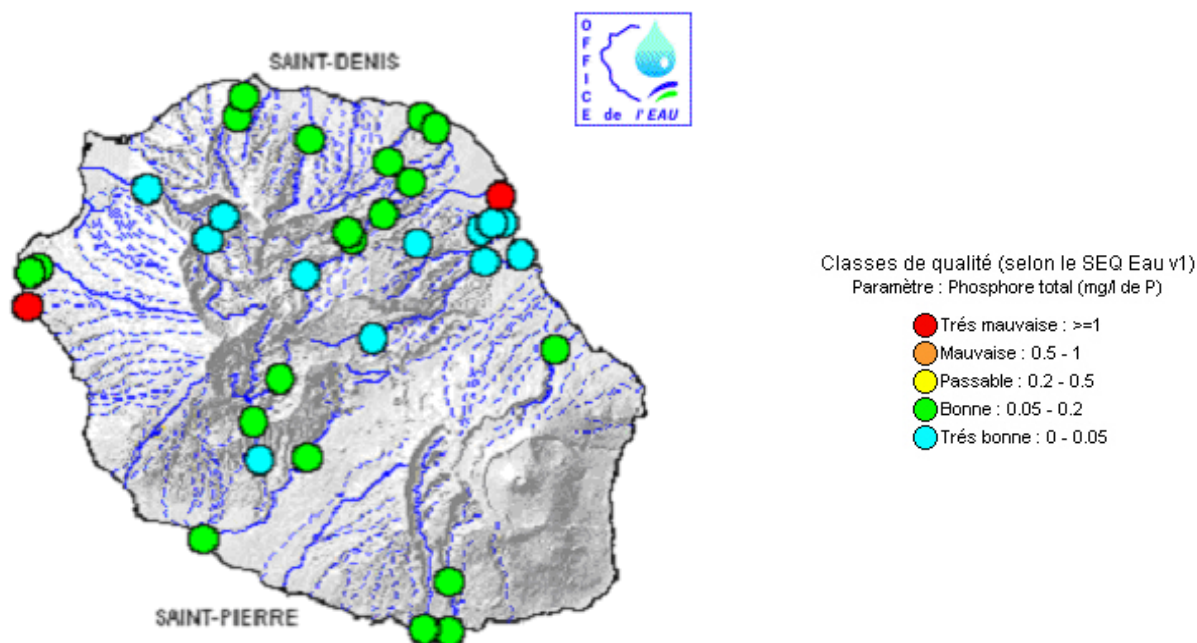 OFFICE
de l'EAU
SAINT-DENIS
Classes de qualité (selon le SEQ Eau v1)
Paramètre : Phosphore total (mg/l de P)
Trés mauvaise : >=1
Mauvaise : 0.5 - 1
Passable : 0.2 - 0.5
Bonne : 0.05 - 0.2
Trés bonne : 0 - 0.05
SAINT-PIERRE